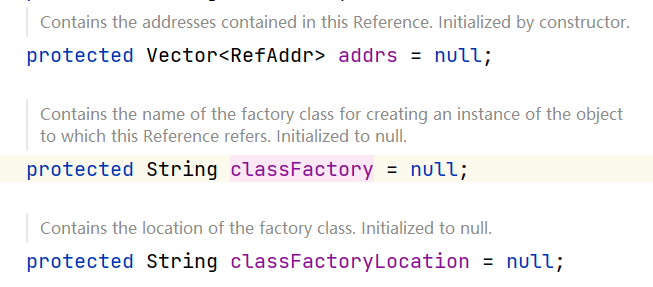 Contains the addresses contained in this Reference. Initialized by constructor.
protected Vector<RefAddr> addrs = null;
Contains the name of the factory class for creating an instance of the object
to which this Reference refers. Initialized to null.
protected String classFactory = null;
Contains the location of the factory class. Initialized to null.
protected String classFactoryLocation = null;